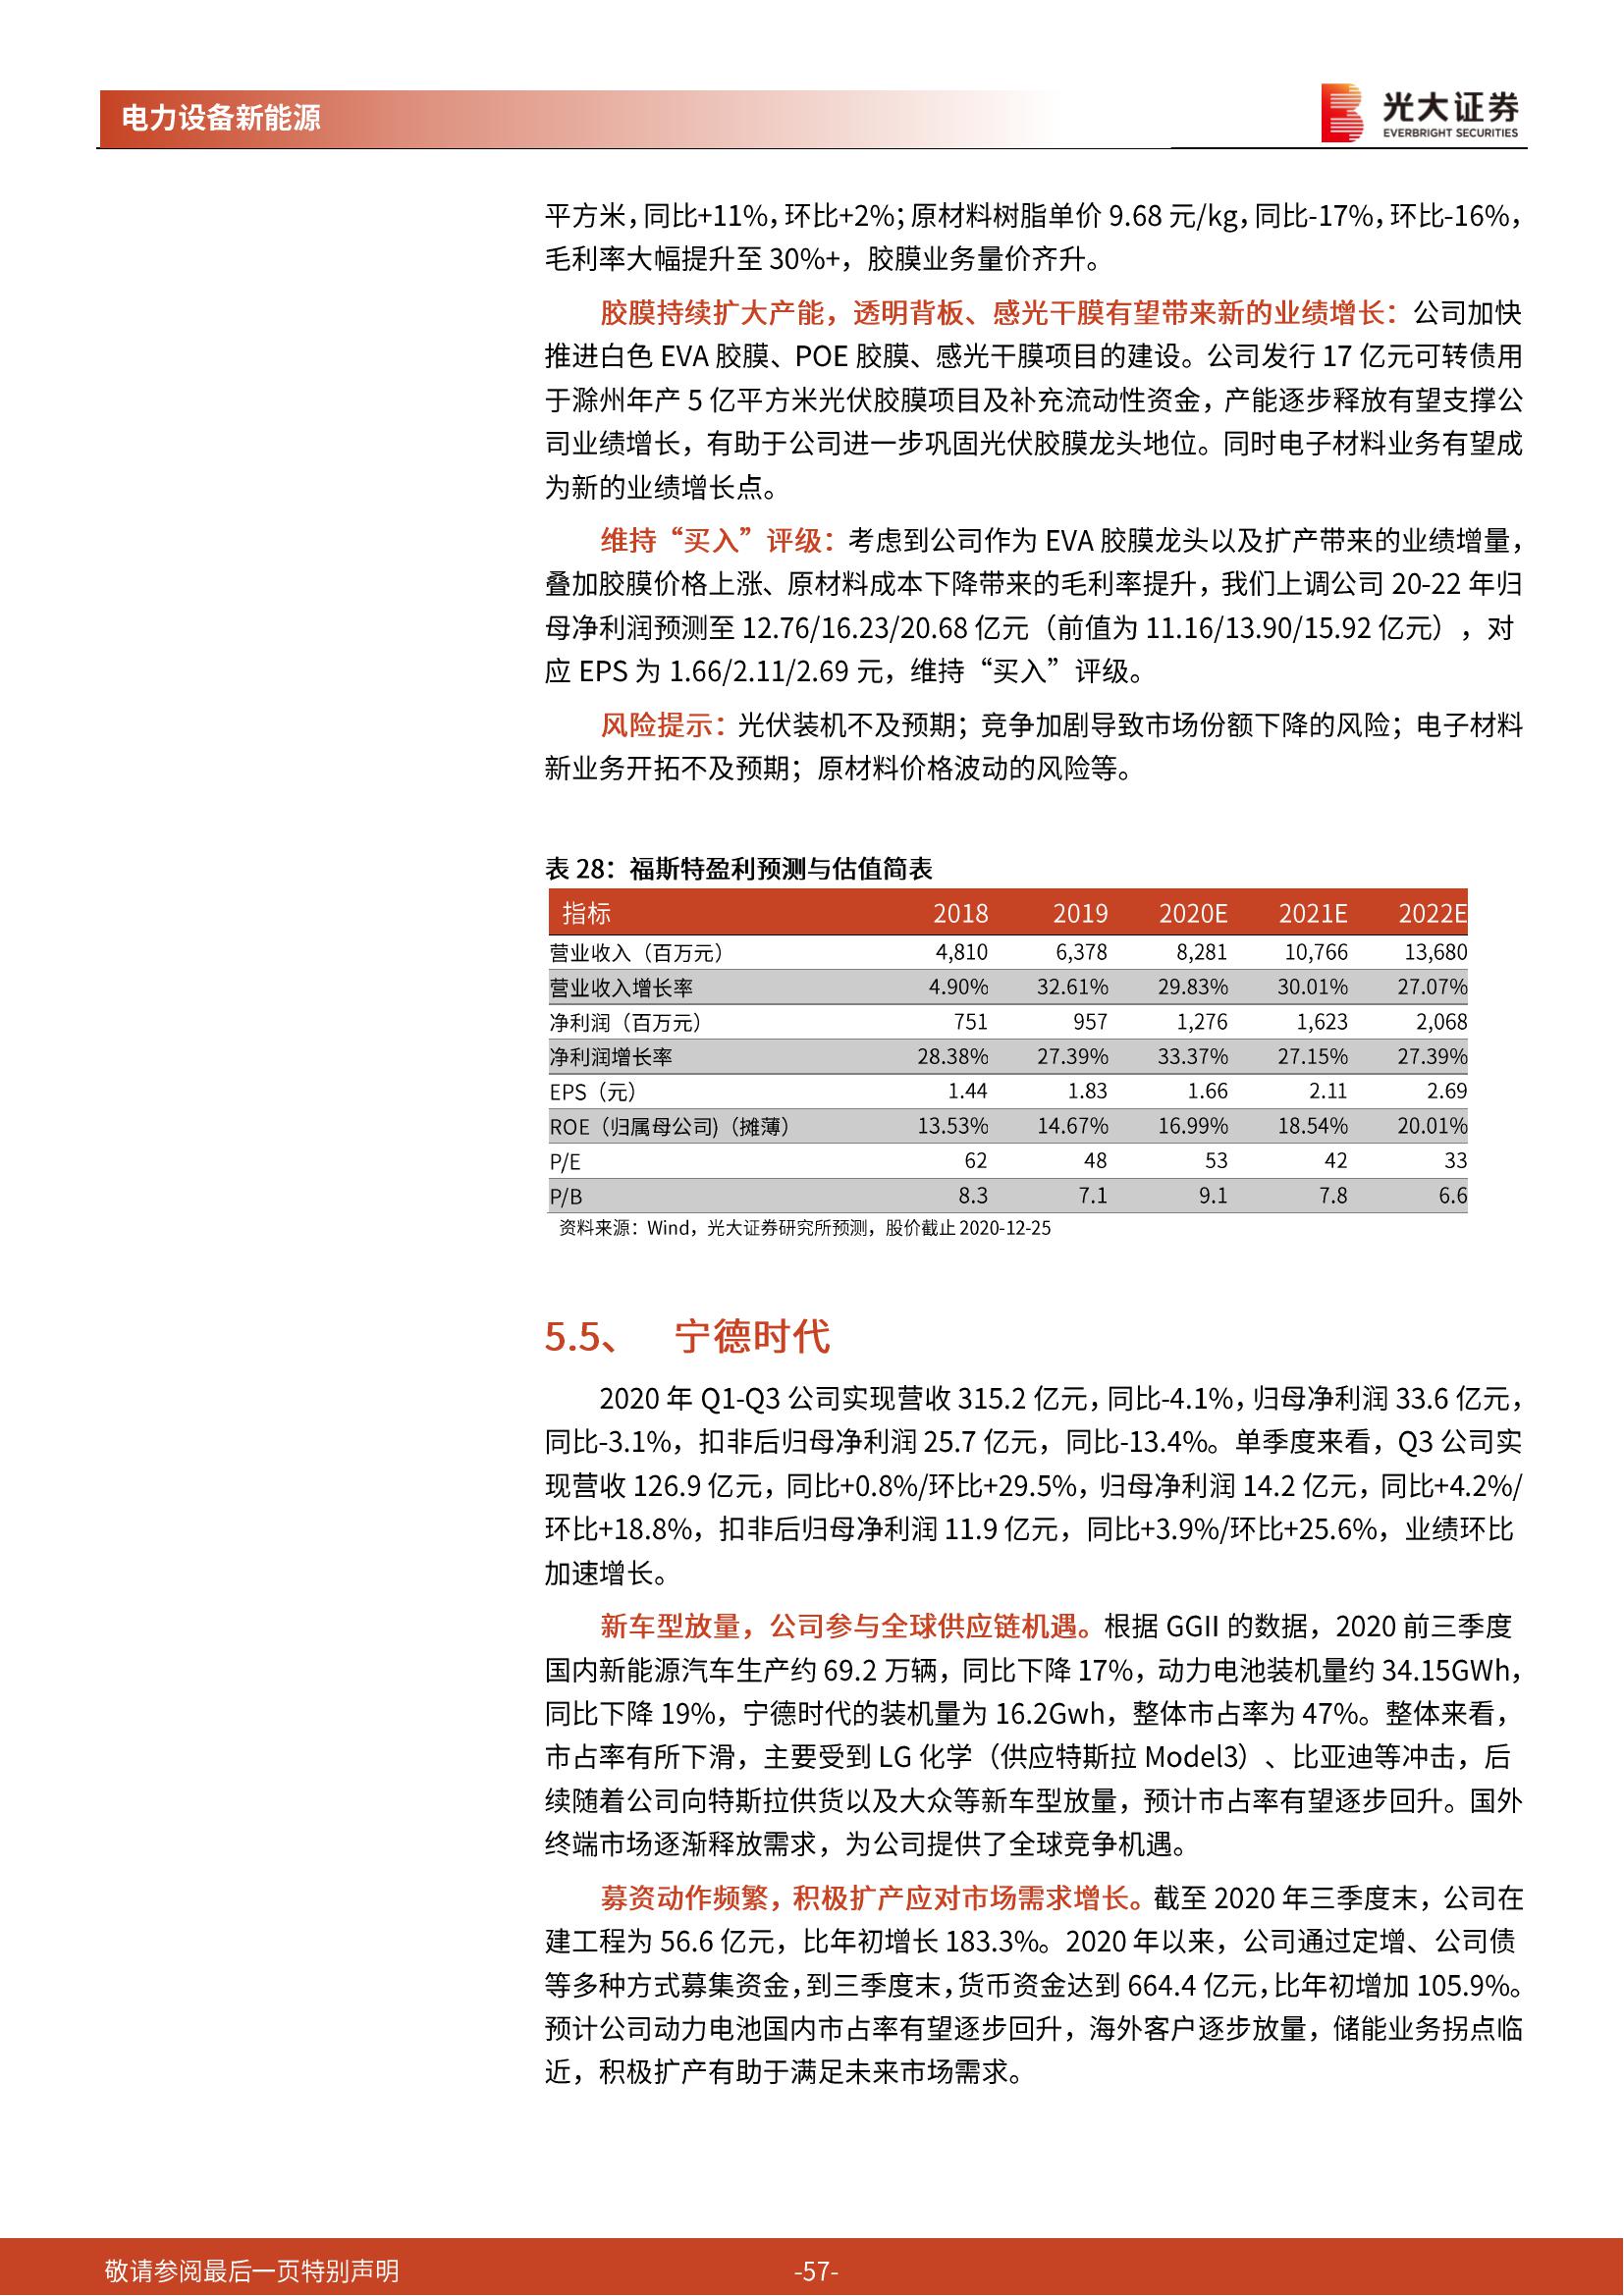 电力设备新能源
光大证券
EVERBRIGHT SECURITIES
平方米，同比+11%，环比+2%；原材料树脂单价 9.68 元/kg，同比-17%，环比-16%，
毛利率大幅提升至 30%+，胶膜业务量价齐升。
胶膜持续扩大产能，透明背板、感光干膜有望带来新的业绩增长：公司加快
推进白色 EVA 胶膜、POE 胶膜、感光干膜项目的建设。公司发行 17 亿元可转债用
于滁州年产 5 亿平方米光伏胶膜项目及补充流动性资金，产能逐步释放有望支撑公
司业绩增长，有助于公司进一步巩固光伏胶膜龙头地位。同时电子材料业务有望成
为新的业绩增长点。
维持“买入”评级：考虑到公司作为 EVA 胶膜龙头以及扩产带来的业绩增量，
叠加胶膜价格上涨、原材料成本下降带来的毛利率提升，我们上调公司 20-22 年归
母净利润预测至 12.76/16.23/20.68 亿元（前值为 11.16/13.90/15.92 亿元），对
应 EPS 为 1.66/2.11/2.69 元，维持“买入”评级。
风险提示：光伏装机不及预期；竞争加剧导致市场份额下降的风险；电子材料
新业务开拓不及预期；原材料价格波动的风险等。
表 28：福斯特盈利预测与估值简表
指标 2018 2019 2020E 2021E 2022E
营业收入（百万元） 4,810 6,378 8,281 10,766 13,680
营业收入增长率 4.90% 32.61% 29.83% 30.01% 27.07%
净利润（百万元） 751 957 1,276 1,623 2,068
净利润增长率 28.38% 27.39% 33.37% 27.15% 27.39%
EPS（元） 1.44 1.83 1.66 2.11 2.69
ROE（归属母公司)（摊薄） 13.53% 14.67% 16.99% 18.54% 20.01%
P/E 62 48 53 42 33
P/B 8.3 7.1 9.1 7.8 6.6
资料来源：Wind，光大证券研究所预测，股价截止 2020-12-25
5.5、 宁德时代
2020 年 Q1-Q3 公司实现营收 315.2 亿元，同比-4.1%，归母净利润 33.6 亿元，
同比-3.1%，扣非后归母净利润 25.7 亿元，同比-13.4%。单季度来看，Q3 公司实
现营收 126.9 亿元，同比+0.8%/环比+29.5%，归母净利润 14.2 亿元，同比+4.2%/
环比+18.8%，扣非后归母净利润 11.9 亿元，同比+3.9%/环比+25.6%，业绩环比
加速增长。
新车型放量，公司参与全球供应链机遇。根据 GGII 的数据，2020 前三季度
国内新能源汽车生产约 69.2 万辆，同比下降 17%，动力电池装机量约 34.15GWh，
同比下降 19%，宁德时代的装机量为 16.2Gwh，整体市占率为 47%。整体来看，
市占率有所下滑，主要受到 LG 化学（供应特斯拉 Model3）、比亚迪等冲击，后
续随着公司向特斯拉供货以及大众等新车型放量，预计市占率有望逐步回升。国外
终端市场逐渐释放需求，为公司提供了全球竞争机遇。
募资动作频繁，积极扩产应对市场需求增长。截至 2020 年三季度末，公司在
建工程为 56.6 亿元，比年初增长 183.3%。2020 年以来，公司通过定增、公司债
等多种方式募集资金，到三季度末，货币资金达到 664.4 亿元，比年初增加 105.9%。
预计公司动力电池国内市占率有望逐步回升，海外客户逐步放量，储能业务拐点临
近，积极扩产有助于满足未来市场需求。
敬请参阅最后一页特别声明 -57-